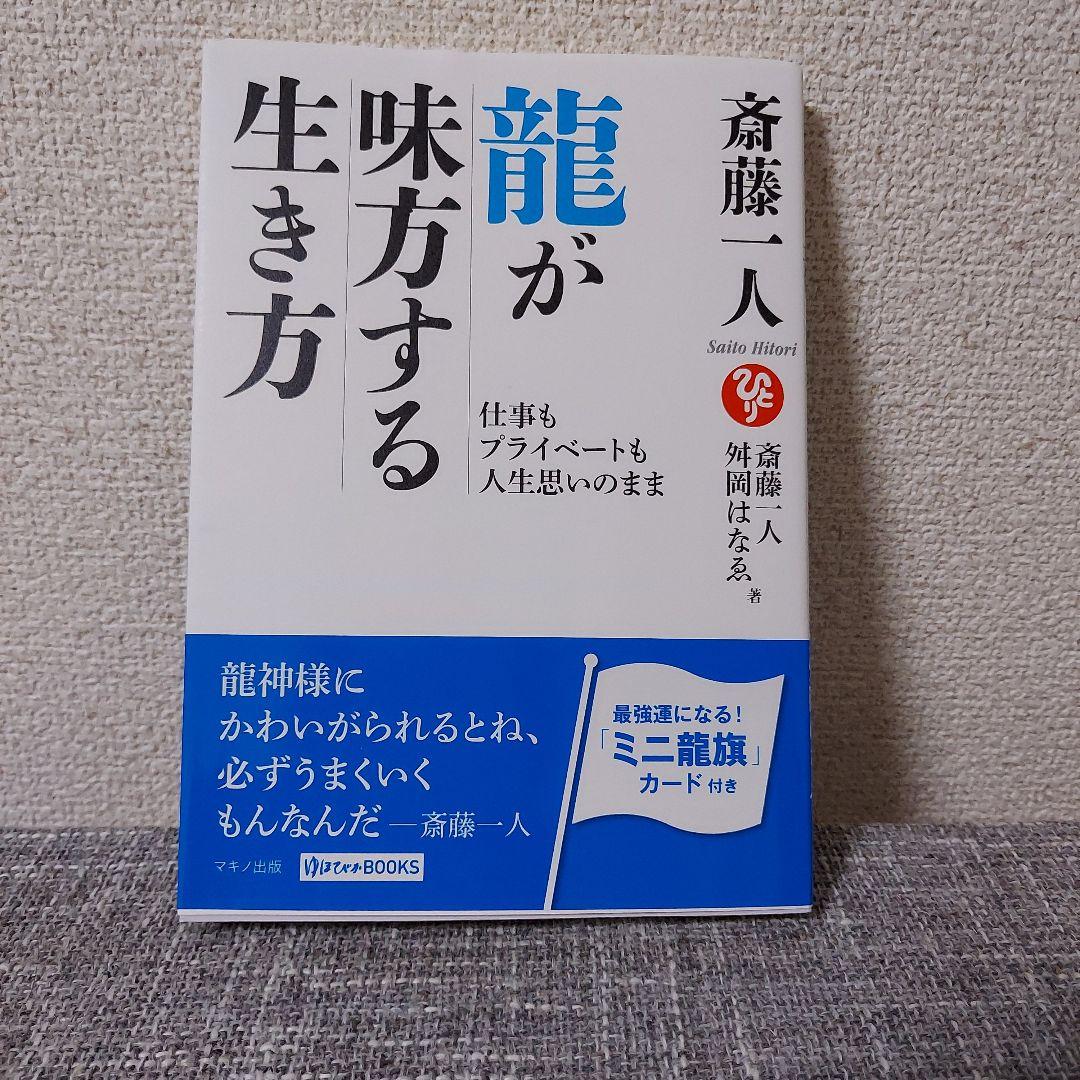 斎藤一人
Saito Hitori
ひとり
斎藤一人
舛岡はなゑ 著
龍が
味方する
生き方
仕事も
プライベートも
人生思いのまま
龍神様に
かわいがられるとね、
必ずうまくいく
もんなんだ—斎藤一人
最強運になる!
「ミニ龍旗」
カード付き
マキノ出版
ゆほびかBOOKS